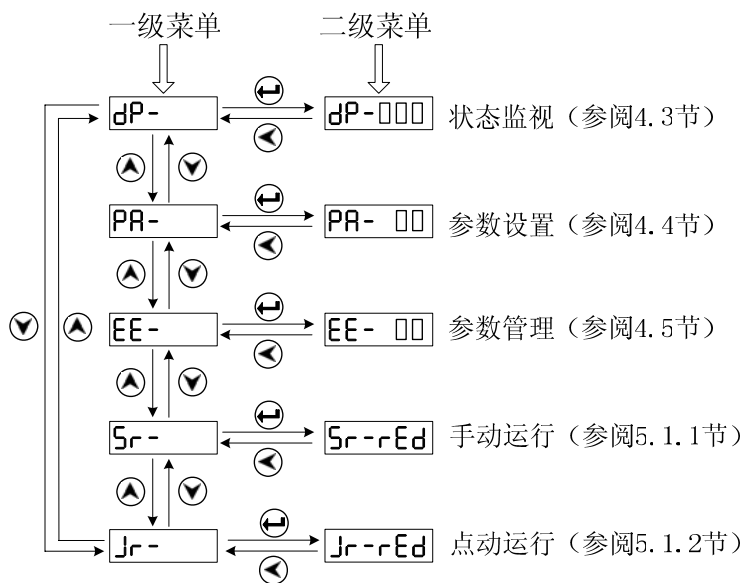 一级菜单 二级菜单
dP- dP-▯▯▯ 状态监视（参阅4.3节）
PA- PA- ▯▯ 参数设置（参阅4.4节）
EE- EE- ▯▯ 参数管理（参阅4.5节）
Sr- Sr-rEd 手动运行（参阅5.1.1节）
Jr- Jr-rEd 点动运行（参阅5.1.2节）